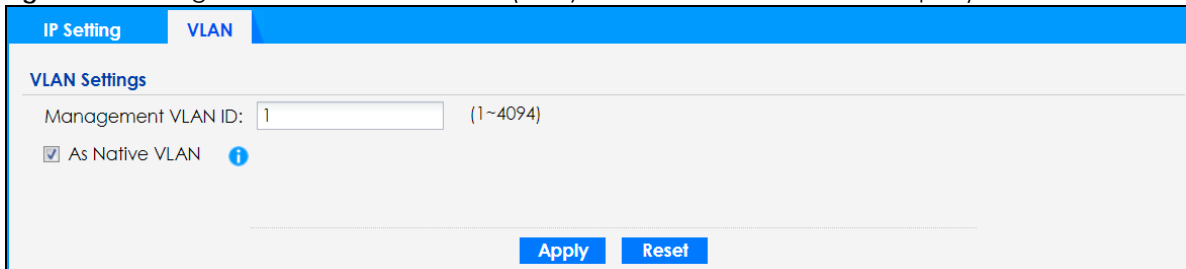 IP Setting VLAN
VLAN Settings
Management VLAN ID: 1 (1~4094)
As Native VLAN
Apply Reset